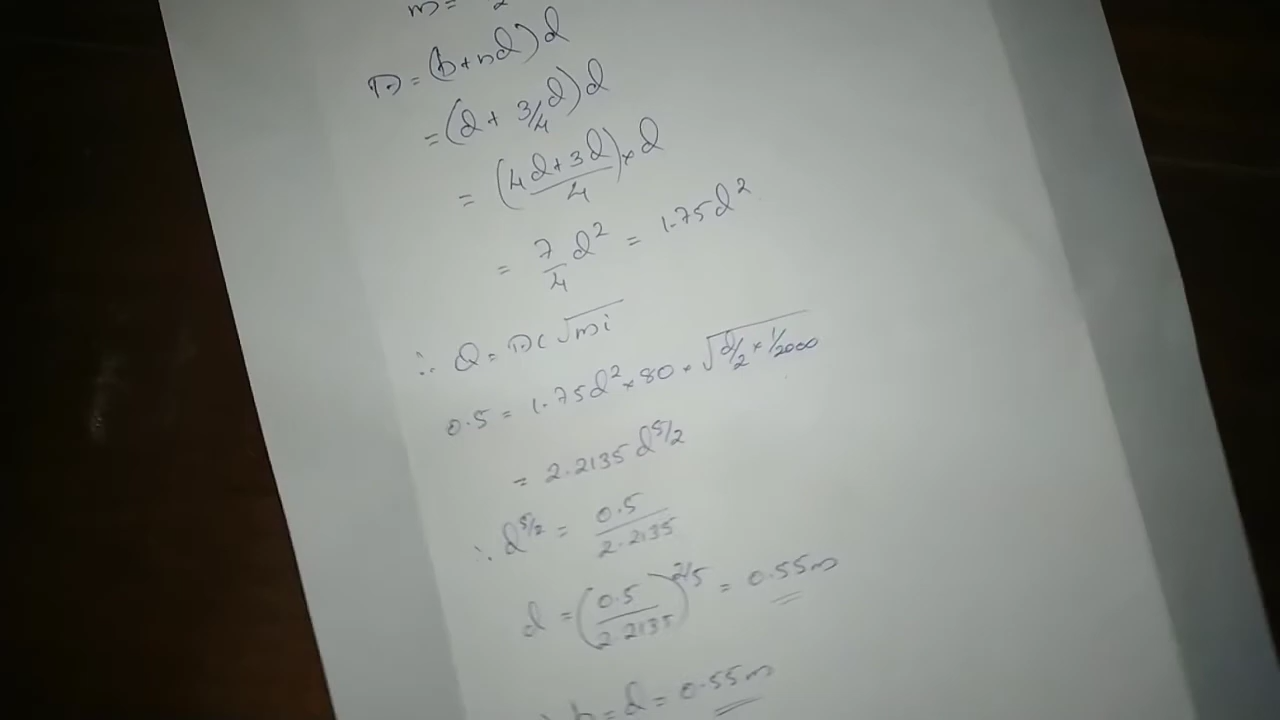 m =
A = (b+nd)d
= (d + 3/4 d)d
= (4d+3d/4) × d
= 7/4 d² = 1.75d²
∴ Q = AC √mi
0.5 = 1.75d² × 80 × √d/2 × 1/2000
= 2.2135 d^5/2
∴ d^5/2 = 0.5/2.2135
d = (0.5/2.2135)^2/5 = 0.55m
b = d = 0.55m